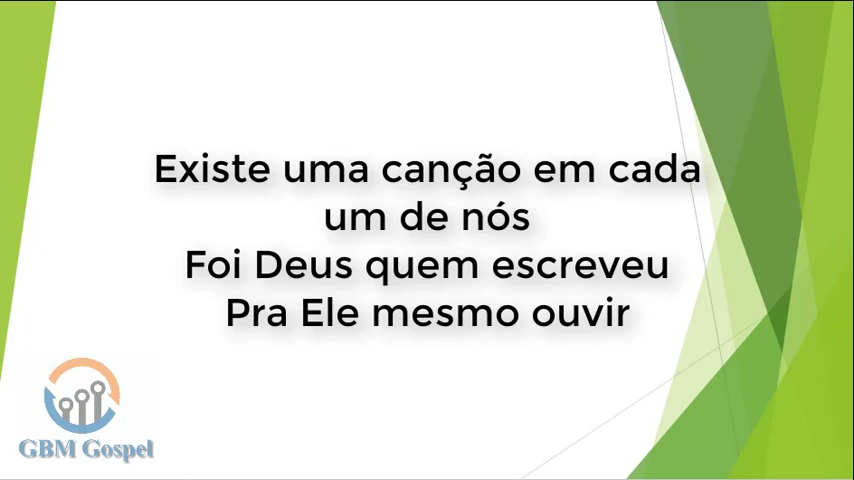 Existe uma canção em cada
um de nós
Foi Deus quem escreveu
Pra Ele mesmo ouvir
GBM Gospel